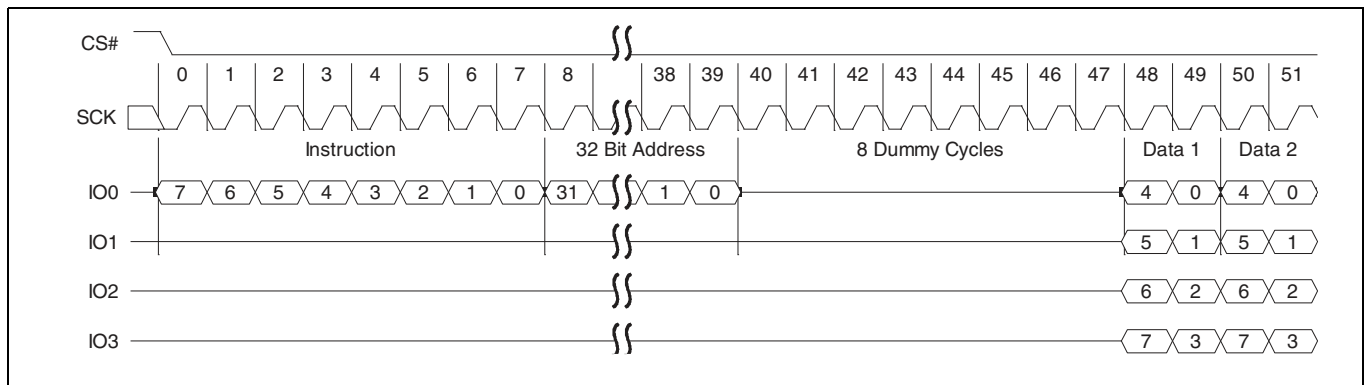 CS#
0 1 2 3 4 5 6 7 8 38 39 40 41 42 43 44 45 46 47 48 49 50 51
SCK
Instruction 32 Bit Address 8 Dummy Cycles Data 1 Data 2
IO0 7 6 5 4 3 2 1 0 31 1 0 4 0 4 0
IO1 5 1 5 1
IO2 6 2 6 2
IO3 7 3 7 3